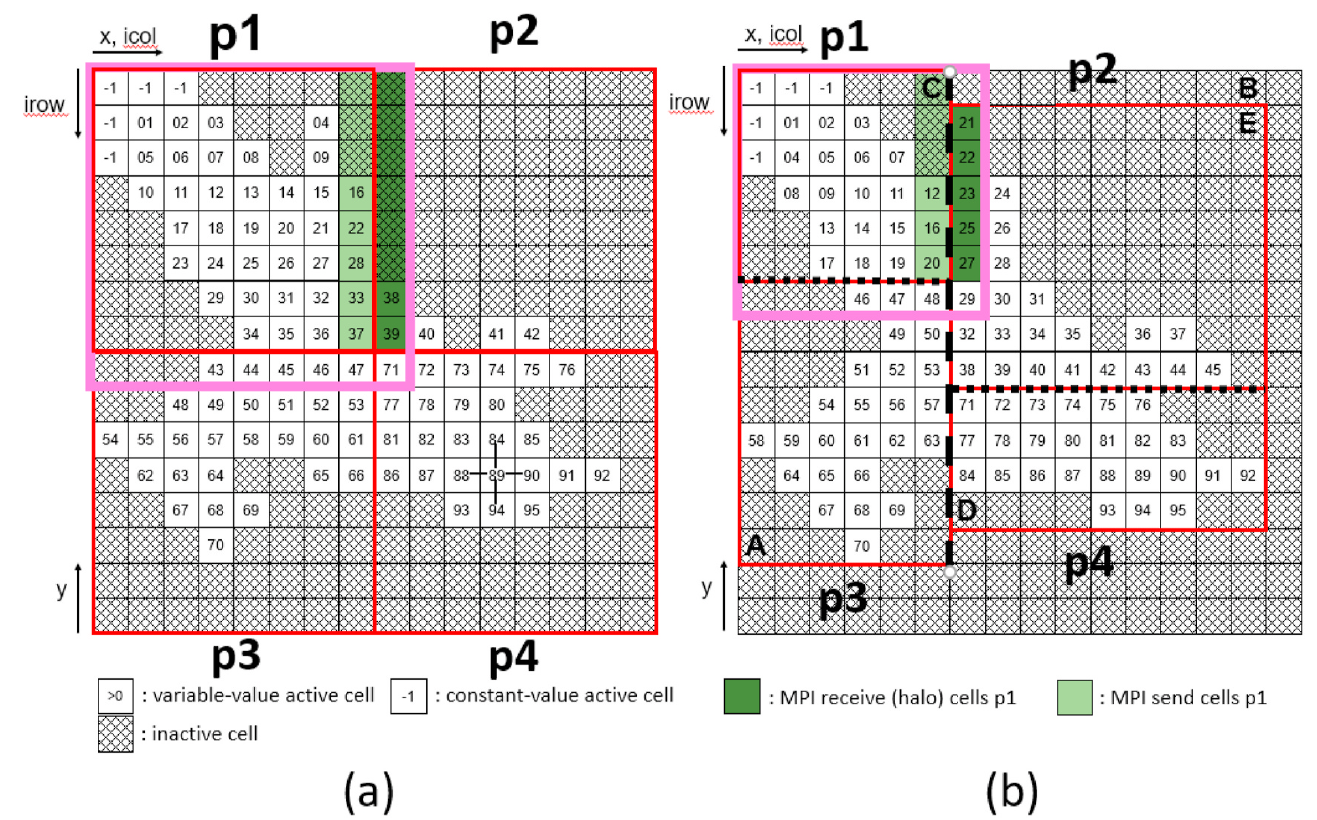 p1 p2
x, icol
irow
-1 -1 -1
-1 01 02 03 04
-1 05 06 07 08 09
10 11 12 13 14 15 16
17 18 19 20 21 22
23 24 25 26 27 28
29 30 31 32 33 38
34 35 36 37 39 40 41 42
43 44 45 46 47 71 72 73 74 75 76
48 49 50 51 52 53 77 78 79 80
54 55 56 57 58 59 60 61 81 82 83 84 85
62 63 64 65 66 86 87 88 89 90 91 92
67 68 69 93 94 95
70
y
p3 p4
x, icol p1
p2
irow
-1 -1 -1 C B
-1 01 02 03 21 E
-1 04 05 06 07 22
08 09 10 11 12 23 24
13 14 15 16 25 26
17 18 19 20 27 28
46 47 48 29 30 31
49 50 32 33 34 35 36 37
51 52 53 38 39 40 41 42 43 44 45
54 55 56 57 71 72 73 74 75 76
58 59 60 61 62 63 77 78 79 80 81 82 83
64 65 66 84 85 86 87 88 89 90 91 92
67 68 69 D 93 94 95
A 70
y
p3 p4
>0 : variable-value active cell -1 : constant-value active cell
: inactive cell
: MPI receive (halo) cells p1 : MPI send cells p1
(a) (b)